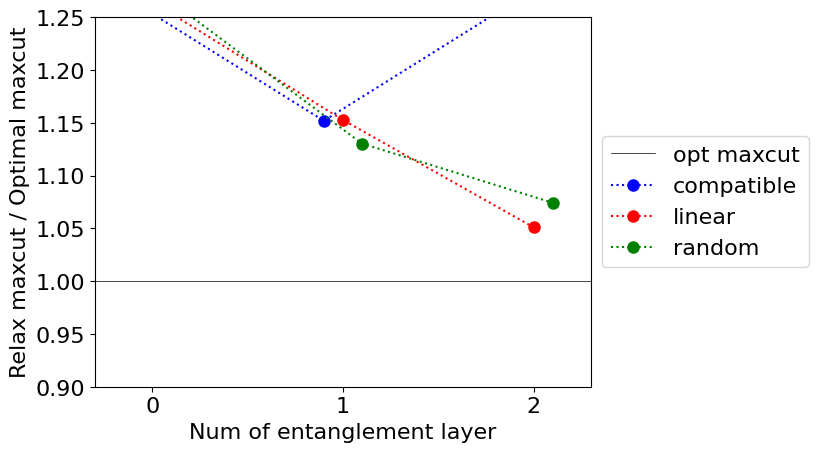 Relax maxcut / Optimal maxcut
1.25
1.20
1.15
1.10
1.05
1.00
0.95
0.90
0 1 2
Num of entanglement layer
opt maxcut
compatible
linear
random